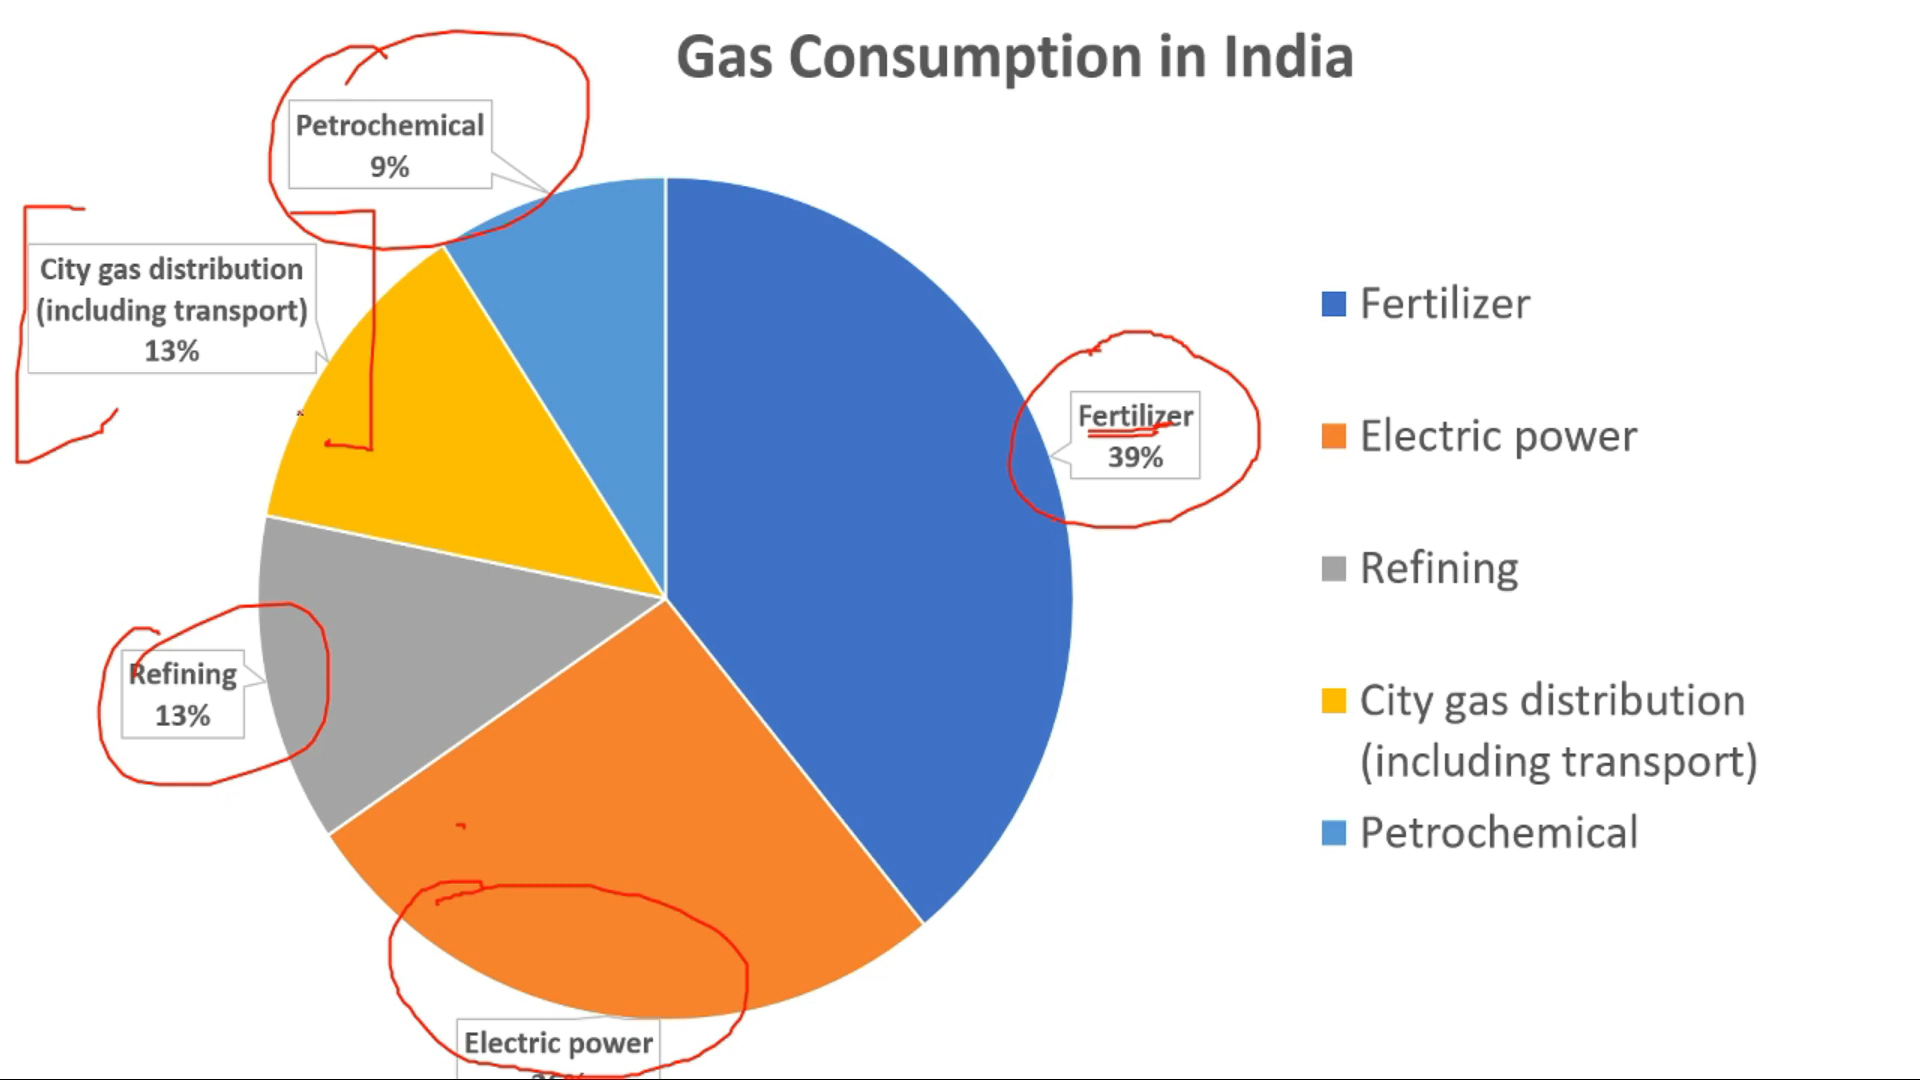 Gas Consumption in India
Petrochemical
9%
City gas distribution
(including transport)
13%
Fertilizer
39%
Refining
13%
Electric power
Fertilizer
Electric power
Refining
City gas distribution
(including transport)
Petrochemical